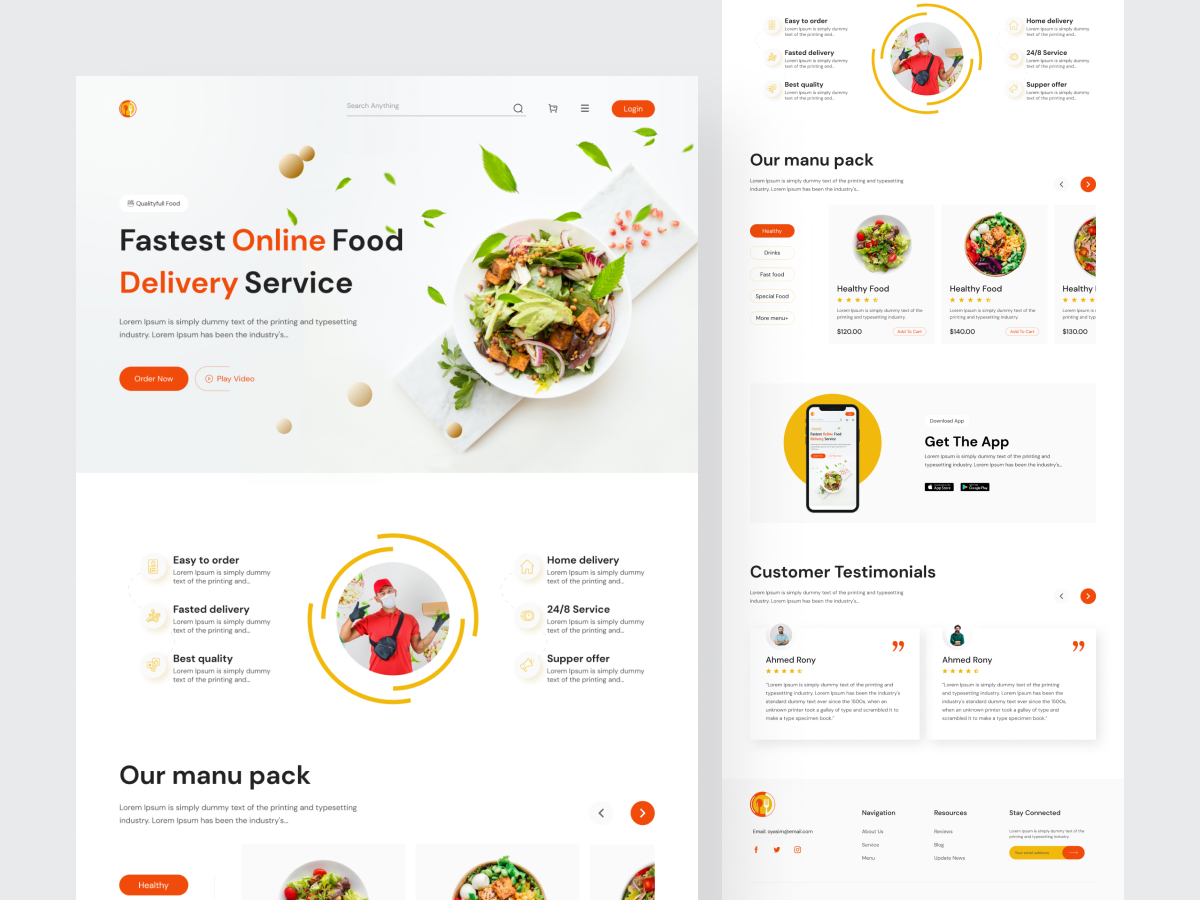 Search Anything
Login
Qualityfull Food
Fastest Online Food
Delivery Service
Lorem Ipsum is simply dummy text of the printing and typesetting
industry. Lorem Ipsum has been the industry's...
Order Now
Play Video
Easy to order
Lorem Ipsum is simply dummy
text of the printing and...
Fasted delivery
Lorem Ipsum is simply dummy
text of the printing and...
Best quality
Lorem Ipsum is simply dummy
text of the printing and...
Home delivery
Lorem Ipsum is simply dummy
text of the printing and...
24/8 Service
Lorem Ipsum is simply dummy
text of the printing and...
Supper offer
Lorem Ipsum is simply dummy
text of the printing and...
Our manu pack
Lorem Ipsum is simply dummy text of the printing and typesetting
industry. Lorem Ipsum has been the industry's...
Healthy
Easy to order
Lorem Ipsum is simply dummy
text of the printing and...
Fasted delivery
Lorem Ipsum is simply dummy
text of the printing and...
Best quality
Lorem Ipsum is simply dummy
text of the printing and...
Home delivery
Lorem Ipsum is simply dummy
text of the printing and...
24/8 Service
Lorem Ipsum is simply dummy
text of the printing and...
Supper offer
Lorem Ipsum is simply dummy
text of the printing and...
Our manu pack
Lorem Ipsum is simply dummy text of the printing and typesetting
industry. Lorem Ipsum has been the industry's...
Healthy
Drinks
Fast food
Special Food
More menu+
Healthy Food
Lorem Ipsum is simply dummy text of the
printing and typesetting industry.
$120.00
Add To Cart
Healthy Food
Lorem Ipsum is simply dummy text of the
printing and typesetting industry.
$140.00
Add To Cart
Healthy
Lorem Ipsum is
printing and typ
$130.00
Fastest Online Food
Delivery Service
Download App
Get The App
Lorem Ipsum is simply dummy text of the printing and
typesetting industry. Lorem Ipsum has been the industry's...
App Store
Google Play
Customer Testimonials
Lorem Ipsum is simply dummy text of the printing and typesetting
industry. Lorem Ipsum has been the industry's...
Ahmed Rony
"Lorem Ipsum is simply dummy text of the printing and
typesetting industry. Lorem Ipsum has been the industry's
standard dummy text ever since the 1500s, when an
unknown printer took a galley of type and scrambled it to
make a type specimen book."
Ahmed Rony
"Lorem Ipsum is simply dummy text of the printing
and typesetting industry. Lorem Ipsum has been the
industry's standard dummy text ever since the 1500s,
when an unknown printer took a galley of type and
scrambled it to make a type specimen book."
Email: oyasim@email.com
Navigation
About Us
Service
Menu
Resources
Reviews
Blog
Update News
Stay Connected
Lorem Ipsum is simply dummy text of the
printing and typesetting industry.
Your email address